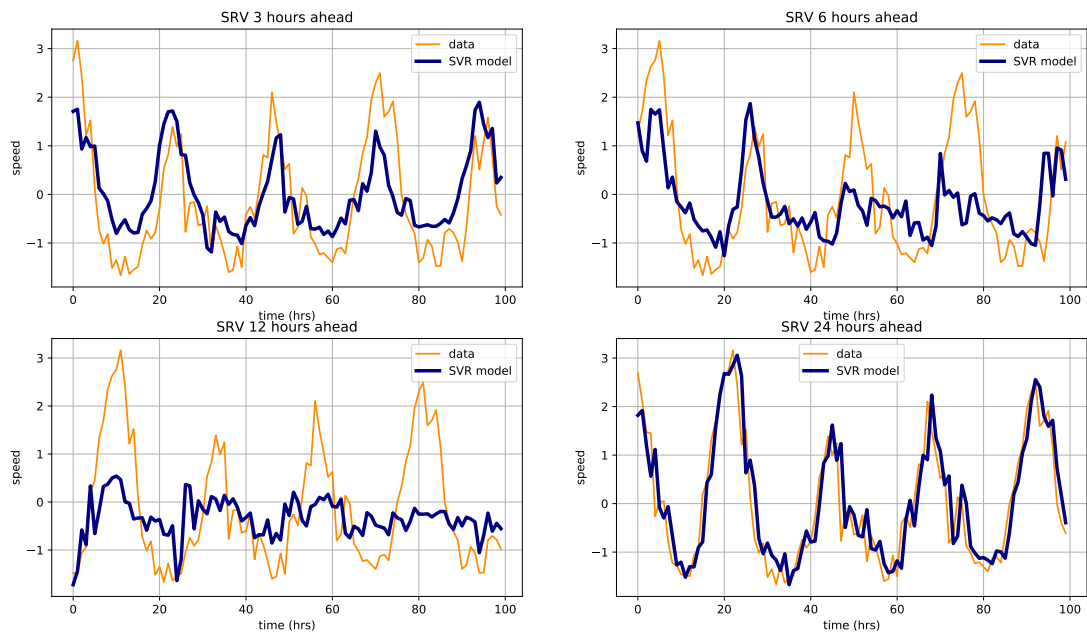 SRV 3 hours ahead
data
SVR model
speed
3
2
1
0
−1
0
20
40
60
80
100
time (hrs)
SRV 6 hours ahead
data
SVR model
speed
3
2
1
0
−1
0
20
40
60
80
100
time (hrs)
SRV 12 hours ahead
data
SVR model
speed
3
2
1
0
−1
0
20
40
60
80
100
time (hrs)
SRV 24 hours ahead
data
SVR model
speed
3
2
1
0
−1
0
20
40
60
80
100
time (hrs)